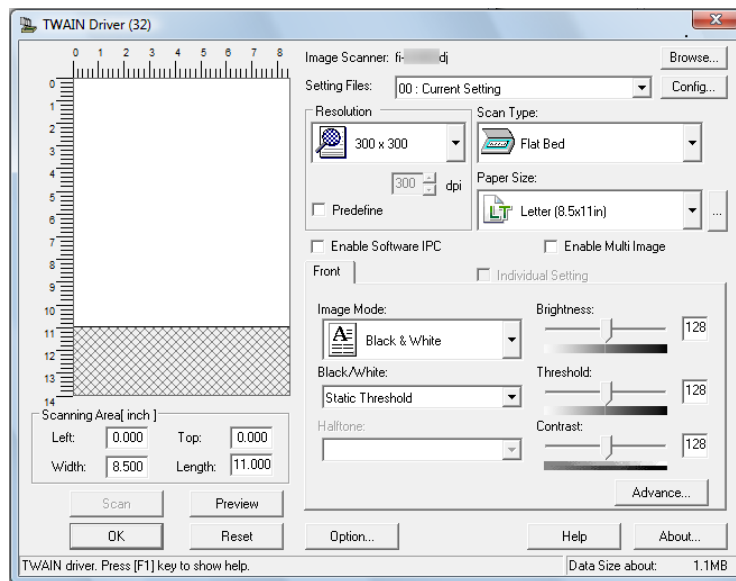 TWAIN Driver (32)
0 1 2 3 4 5 6 7 8
0
1
2
3
4
5
6
7
8
9
10
11
12
13
14
Image Scanner: fi- dj
Browse...
Setting Files: 00 : Current Setting
Config...
Resolution
300 x 300
300 dpi
Predefine
Scan Type:
Flat Bed
Paper Size:
LT Letter (8.5x11in)
...
Enable Software IPC
Enable Multi Image
Front
Individual Setting
Image Mode:
A Black & White
Black/White:
Static Threshold
Halftone:
Brightness:
128
Threshold:
128
Contrast:
128
Advance...
Scanning Area[ inch ]
Left: 0.000 Top: 0.000
Width: 8.500 Length: 11.000
Scan Preview
OK Reset
Option... Help About...
TWAIN driver. Press [F1] key to show help.
Data Size about: 1.1MB